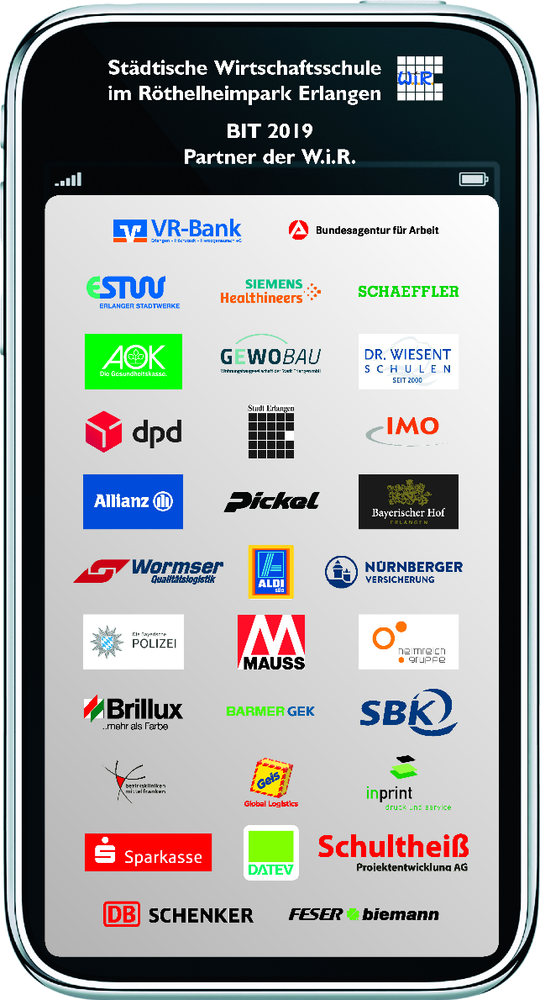 Städtische Wirtschaftsschule
im Röthelheimpark Erlangen
W.i.R.
BIT 2019
Partner der W.i.R.
VR-Bank
Erlangen - Höchstadt - Herzogenaurach eG
Bundesagentur für Arbeit
ESTW
ERLANGER STADTWERKE
SIEMENS
Healthineers
SCHAEFFLER
AOK
Die Gesundheitskasse.
GEWOBAU
Wohnungsbaugesellschaft der Stadt Erlangen mbH
DR. WIESENT
SCHULEN
SEIT 2000
dpd
Stadt Erlangen
IMO
Allianz
Pickel
Bayerischer Hof
ERLANGEN
Wormser
Qualitätslogistik
ALDI
SÜD
NÜRNBERGER
VERSICHERUNG
Die Bayerische
POLIZEI
MAUSS
helmreich
gruppe
Brillux
..mehr als Farbe
BARMER GEK
SBK
bezirkskliniken
mittelfranken
Geis
Global Logistics
inprint
druck und service
Sparkasse
DATEV
Schultheiß
Projektentwicklung AG
DB SCHENKER
FESER biemann